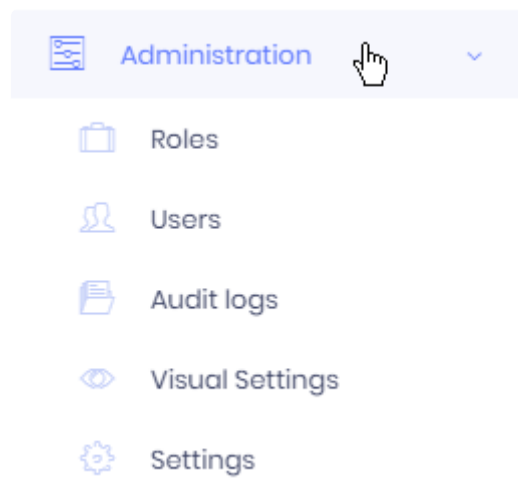 Administration
Roles
Users
Audit logs
Visual Settings
Settings